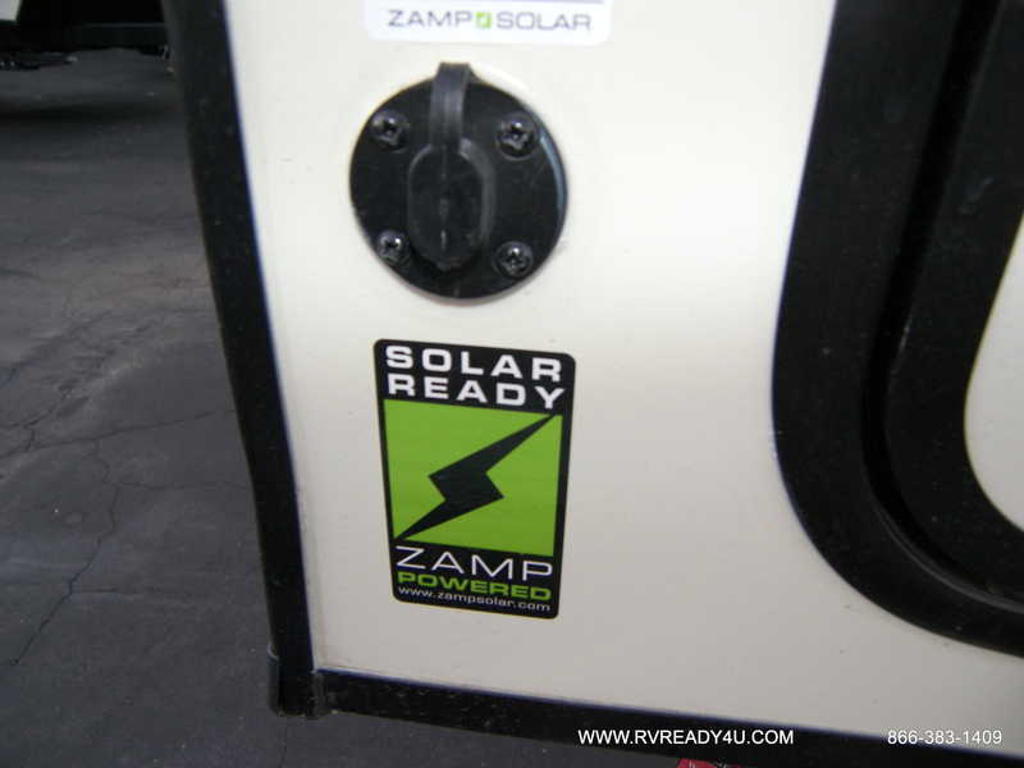 ZAMP SOLAR
SOLAR
READY
ZAMP
POWERED
www.zampsolar.com
WWW.RVREADY4U.COM 866-383-1409